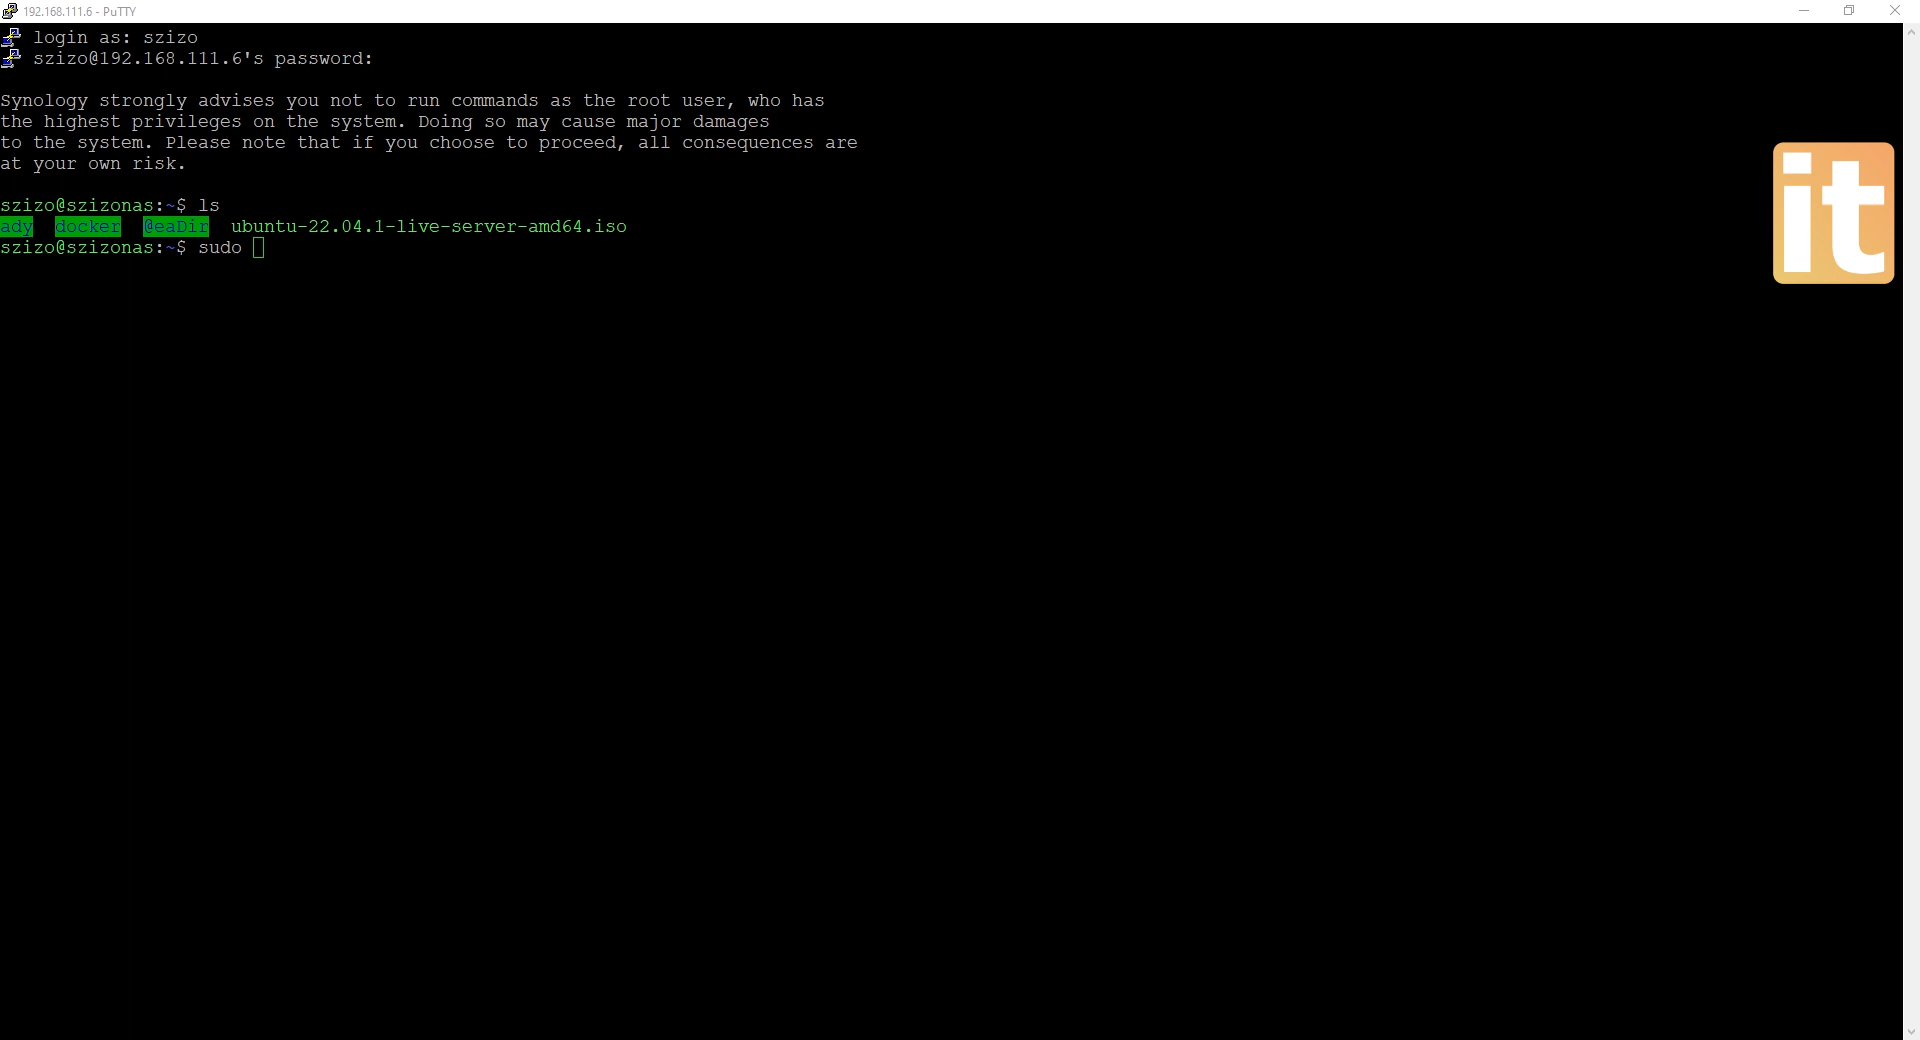 192.168.111.6 - PuTTY
login as: szizo
szizo@192.168.111.6's password:
Synology strongly advises you not to run commands as the root user, who has
the highest privileges on the system. Doing so may cause major damages
to the system. Please note that if you choose to proceed, all consequences are
at your own risk.
szizo@szizonas:~$ ls
ady docker @eaDir ubuntu-22.04.1-live-server-amd64.iso
szizo@szizonas:~$ sudo
it